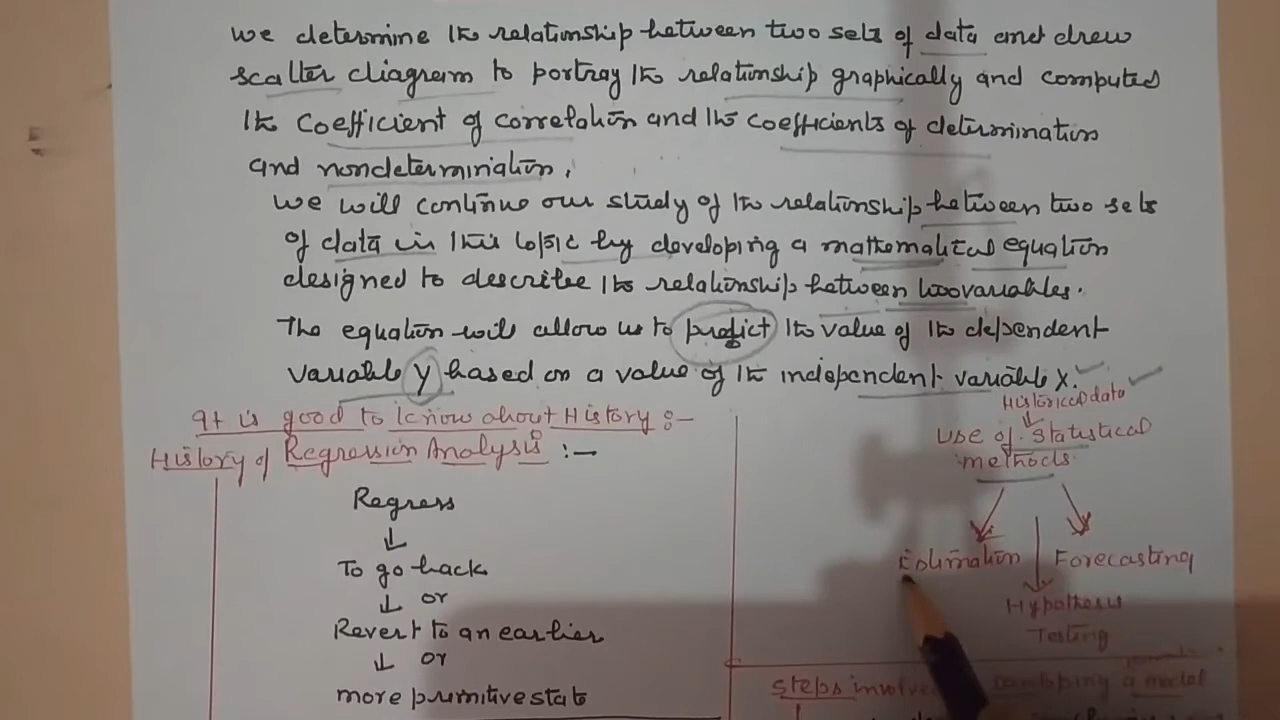 we determine the relationship between two sets of data and drew
scatter diagram to portray the relationship graphically and computed
the coefficient of correlation and the coefficients of determination
and nondetermination.
we will continue our study of the relationship between two sets
of data in this topic by developing a mathematical equation
designed to describe the relationship between two variables.
The equation will allow us to predict the value of the dependent
variable y based on a value of the independent variable x.
It is good to know about History :-
History of Regression Analysis :-
Regress
↓
To go back
↓ or
Revert to an earlier
↓ or
more primitive state
Historical data
↓
Use of statistical
methods
Estimation
Forecasting
Hypothesis
Testing
steps involved a model